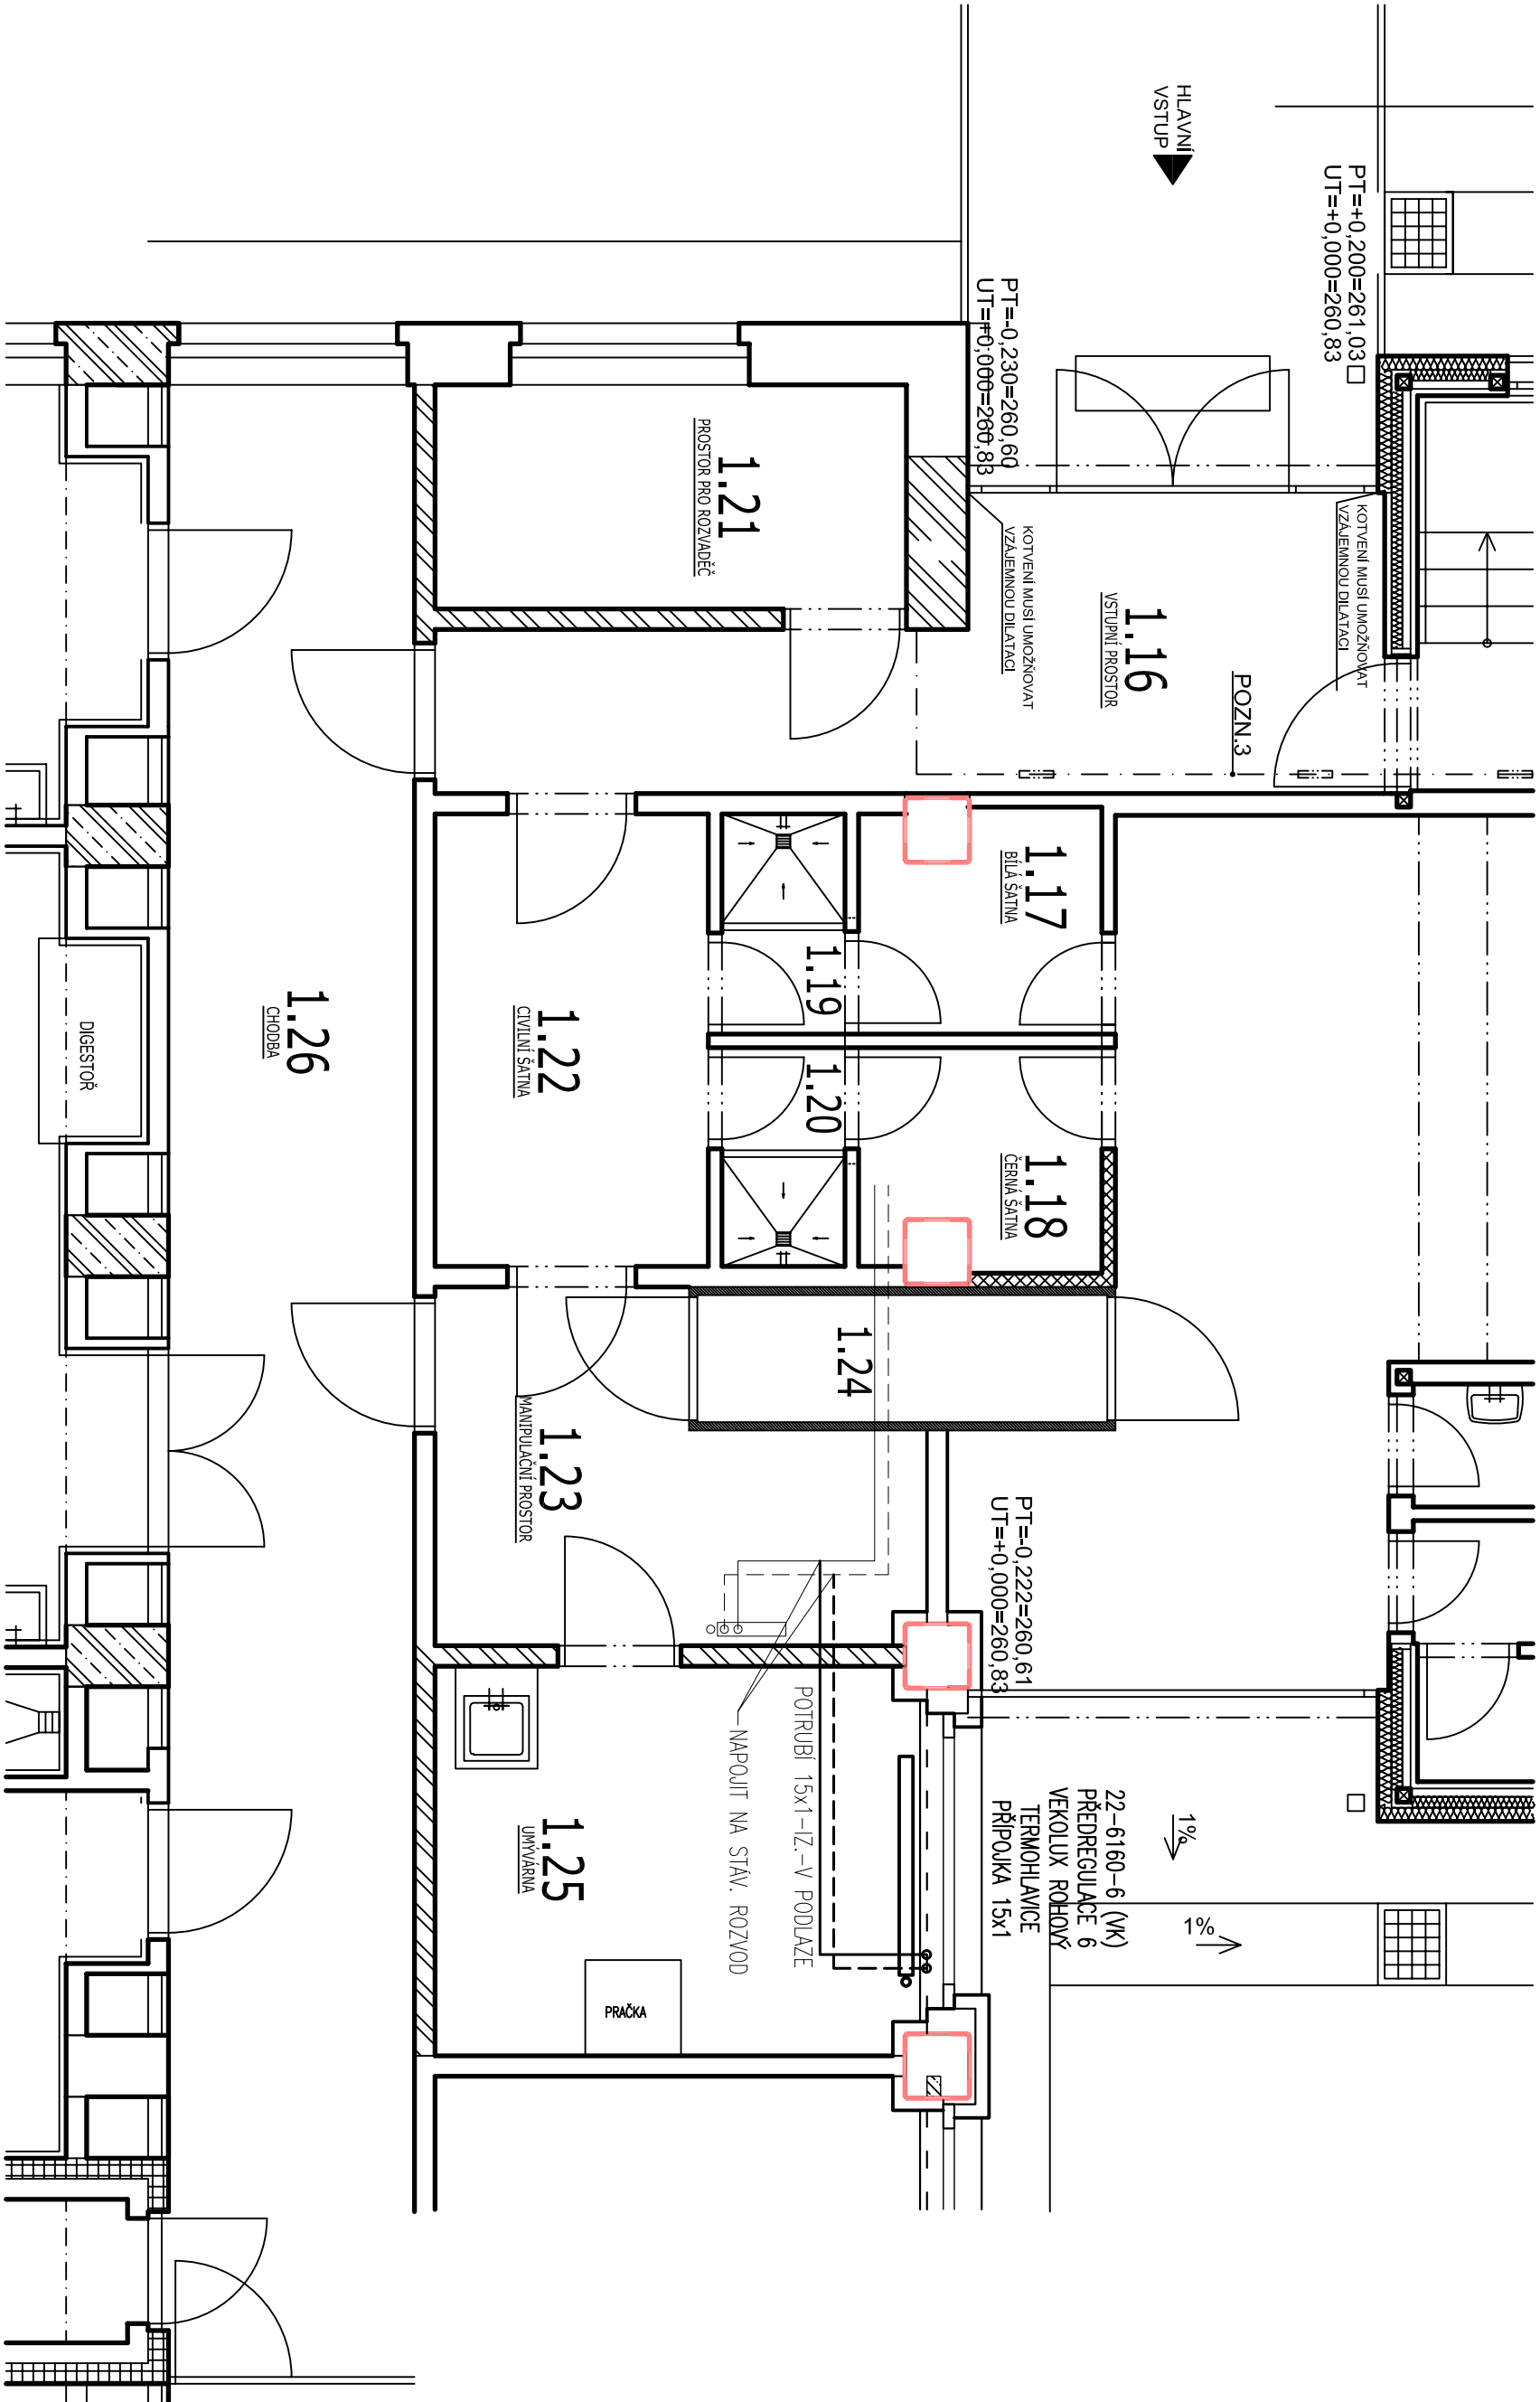 HLAVNÍ
VSTUP
PT=+0,200=261,03
UT=+0,000=260,83
PT=-0,230=260,60
UT=+0,000=260,83
KOTVENÍ MUSÍ UMOŽŇOVAT
VZÁJEMNOU DILATACI
KOTVENÍ MUSÍ UMOŽŇOVAT
VZÁJEMNOU DILATACI
1.16
VSTUPNÍ PROSTOR
POZN.3
1.21
PROSTOR PRO ROZVADĚČ
1.17
BÍLÁ ŠATNA
1.19
1.20
1.18
ČERNÁ ŠATNA
1.22
CIVILNÍ ŠATNA
1.26
CHODBA
DIGESTOŘ
1.24
1.23
MANIPULAČNÍ PROSTOR
PT=-0,222=260,61
UT=+0,000=260,83
POTRUBÍ 15x1-IZ.-V PODLAZE
NAPOJIT NA STÁV. ROZVOD
22-6160-6 (VK)
PŘEDREGULACE 6
VEKOLUX ROHOVÝ
TERMOHLAVICE
PŘÍPOJKA 15x1
1%
1%
1.25
UMÝVÁRNA
PRAČKA